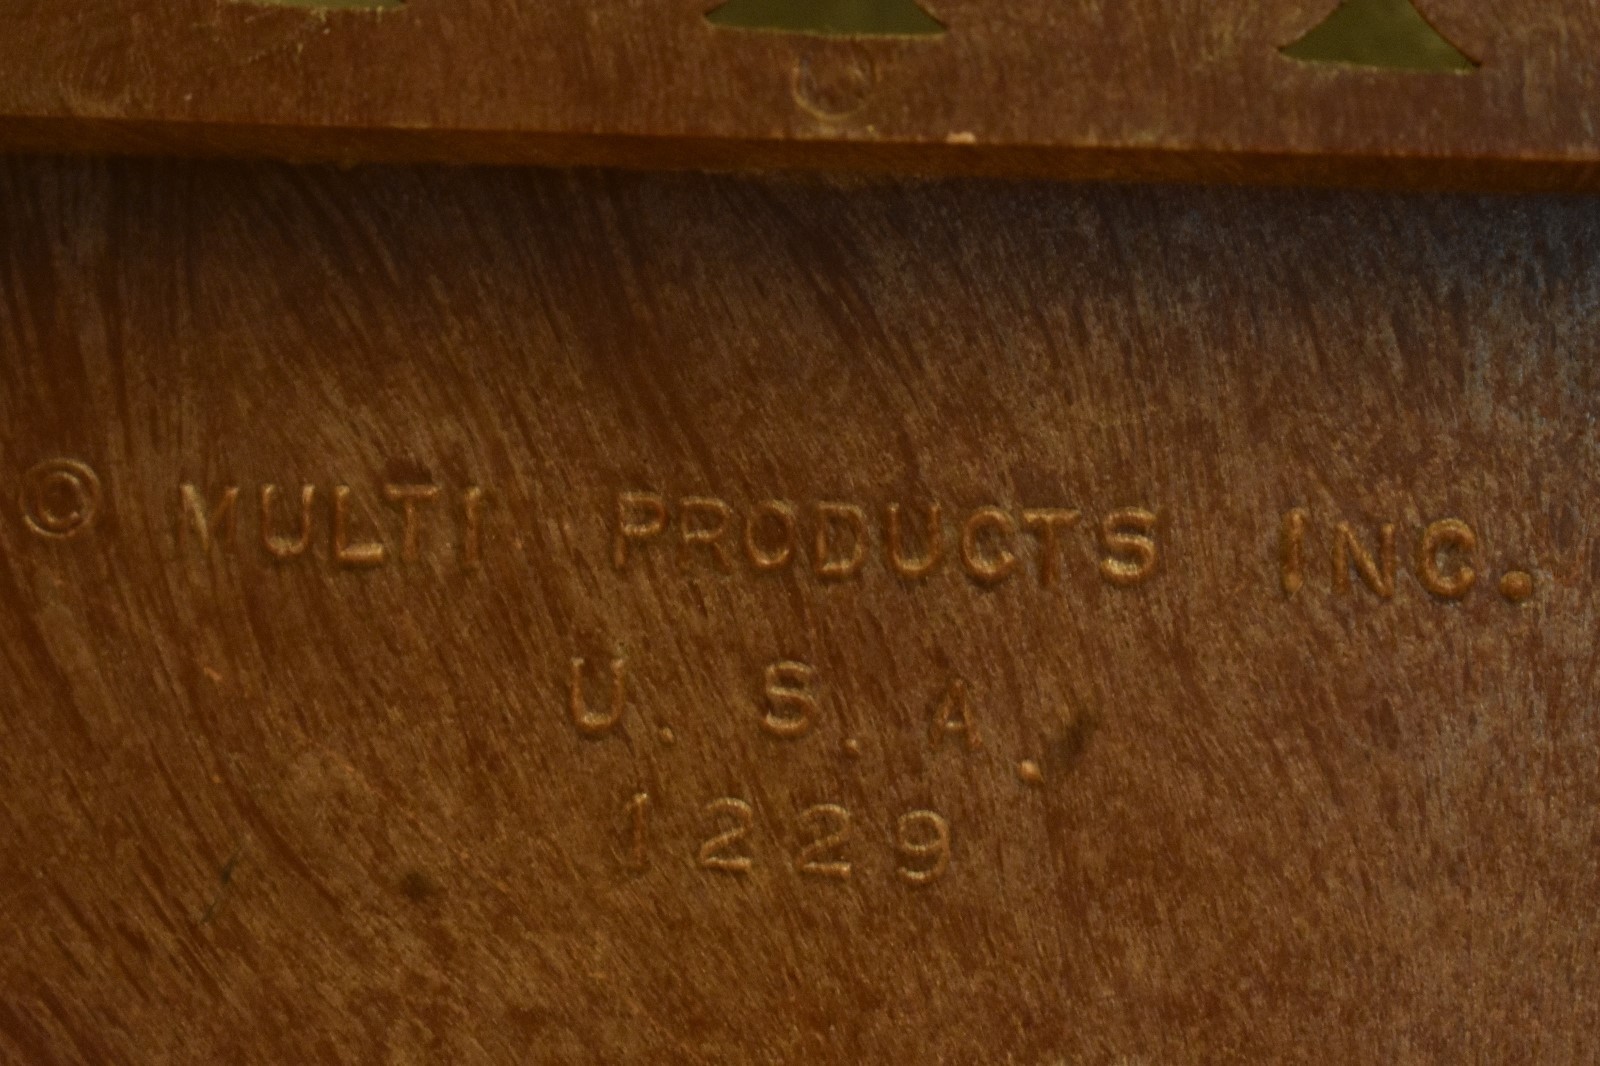 © MULTI PRODUCTS INC.
U. S. A.
1229